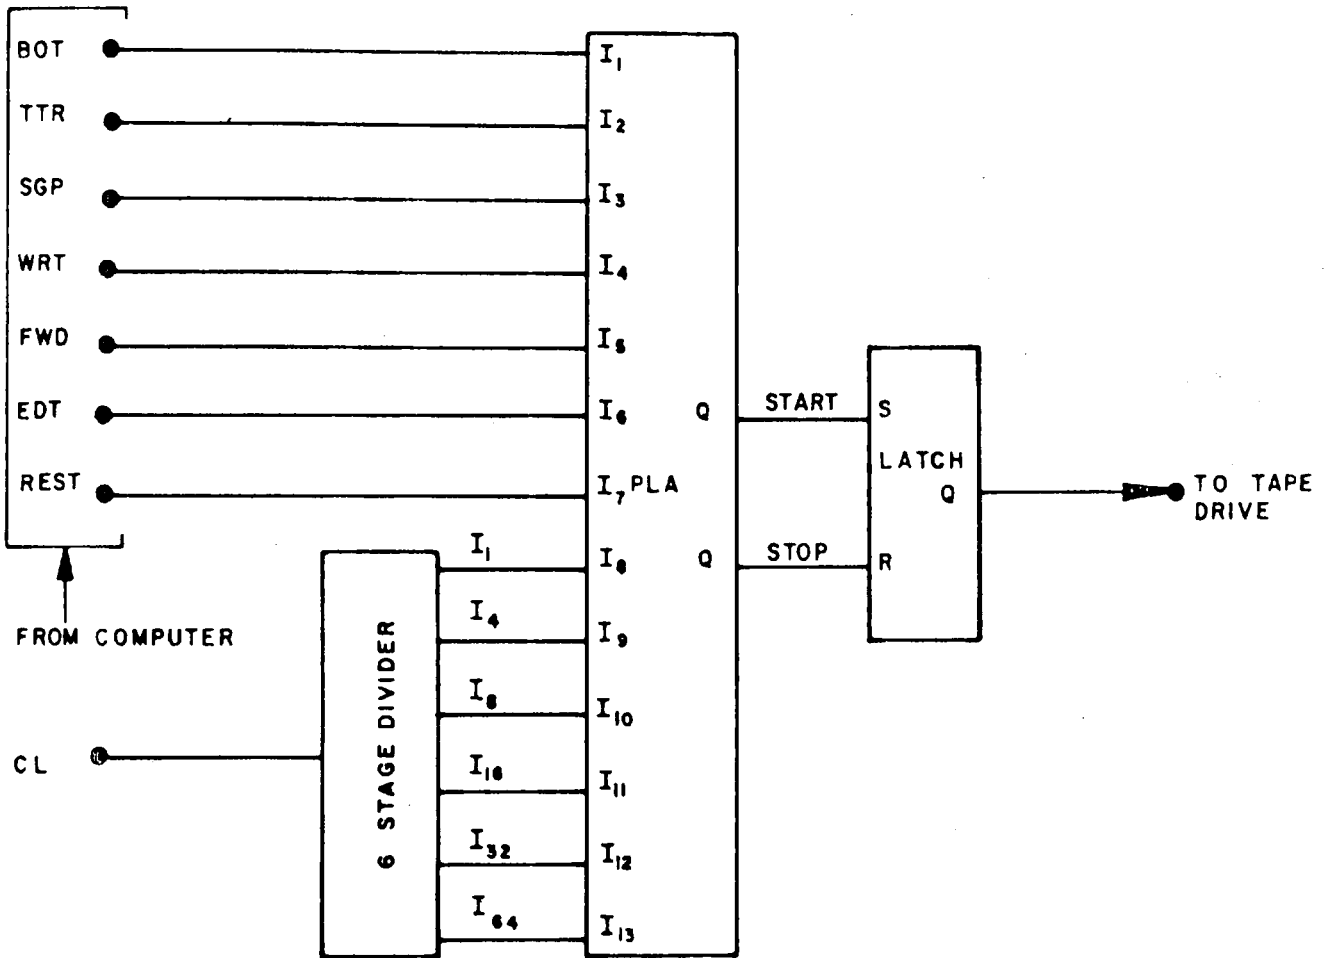 BOT
I1
TTR
I2
SGP
I3
WRT
I4
FWD
I5
EDT
I6
Q
START
S
LATCH
Q
TO TAPE
DRIVE
REST
I7 PLA
I1
I8
Q
STOP
R
FROM COMPUTER
I4
I9
I8
I10
CL
6 STAGE DIVIDER
I16
I11
I32
I12
I64
I13